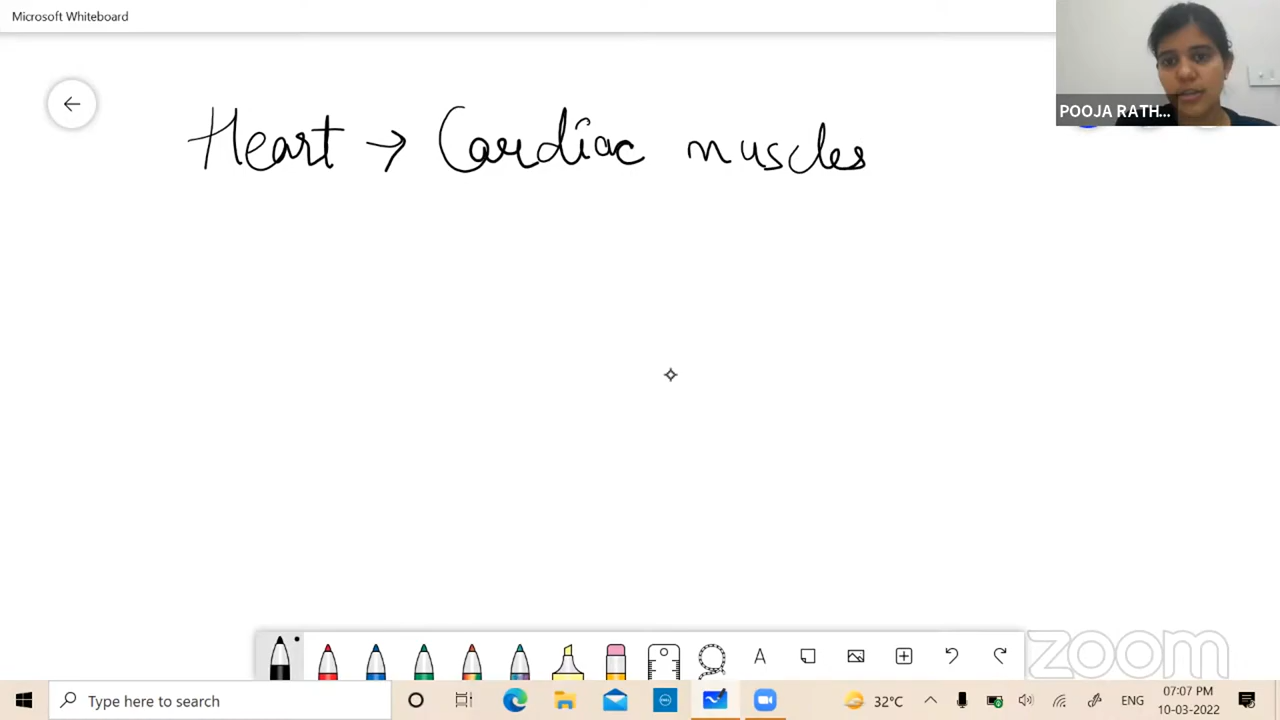 Microsoft Whiteboard
POOJA RATH...
Heart → Cardiac muscles
A
zoom
Type here to search
DELL
32°C
ENG
07:07 PM
10-03-2022